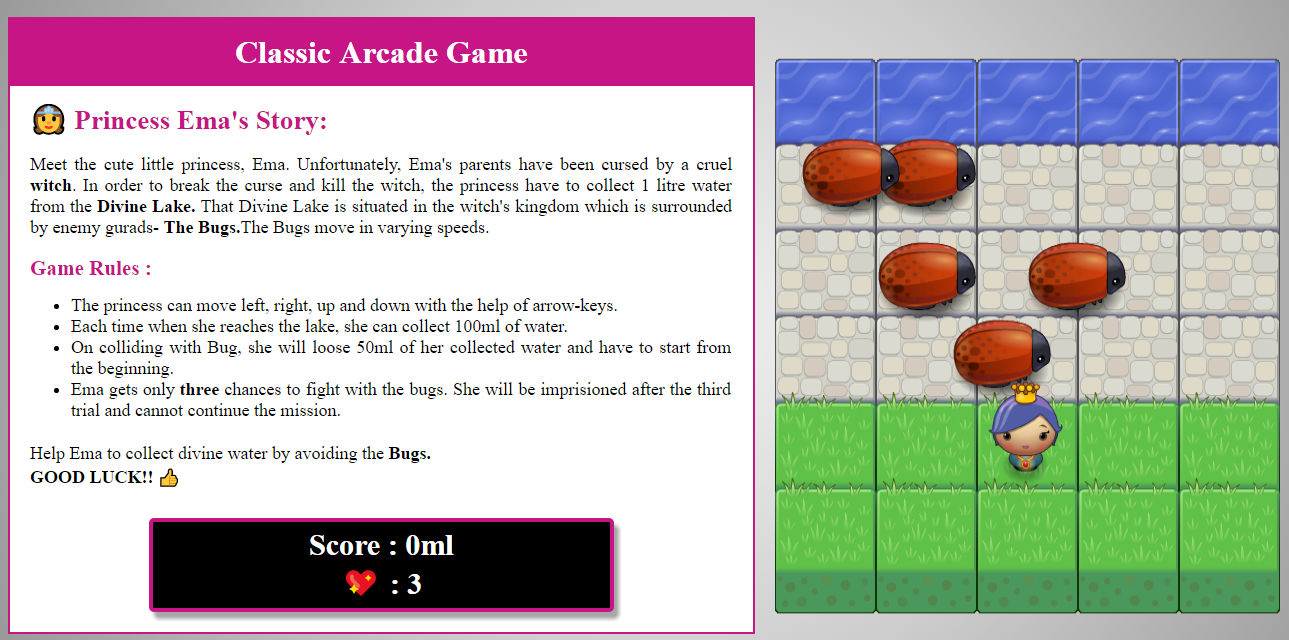 Classic Arcade Game
👸 Princess Ema's Story:
Meet the cute little princess, Ema. Unfortunately, Ema's parents have been cursed by a cruel
witch. In order to break the curse and kill the witch, the princess have to collect 1 litre water
from the Divine Lake. That Divine Lake is situated in the witch's kingdom which is surrounded
by enemy gurads- The Bugs.The Bugs move in varying speeds.
Game Rules :
• The princess can move left, right, up and down with the help of arrow-keys.
• Each time when she reaches the lake, she can collect 100ml of water.
• On colliding with Bug, she will loose 50ml of her collected water and have to start from
the beginning.
• Ema gets only three chances to fight with the bugs. She will be imprisioned after the third
trial and cannot continue the mission.
Help Ema to collect divine water by avoiding the Bugs.
GOOD LUCK!! 👍
Score : 0ml
💖 : 3